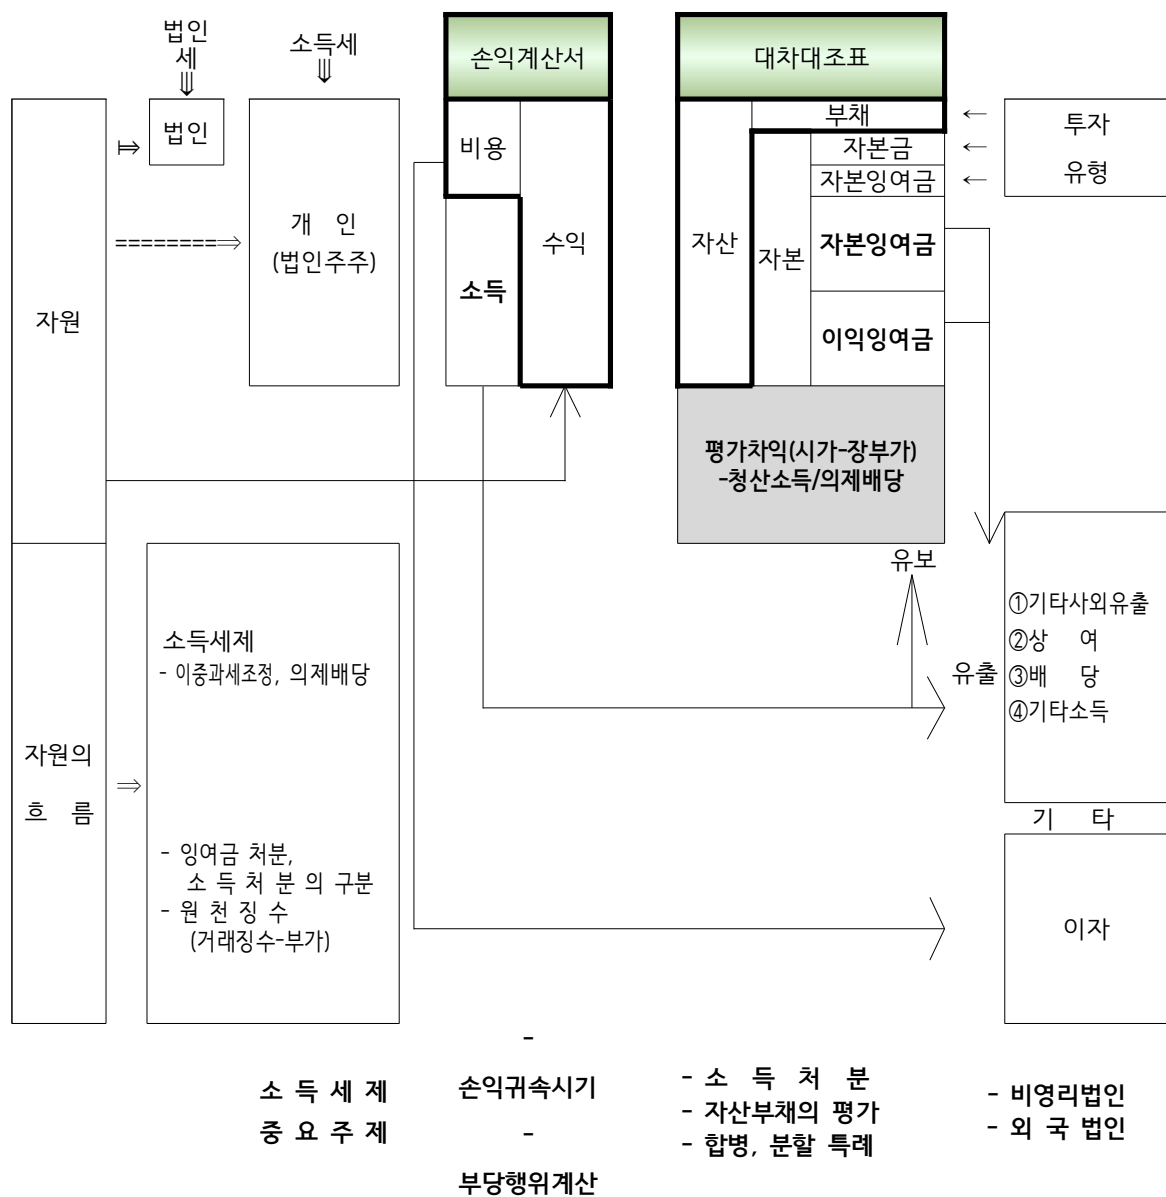 법인
세
⇓
소득세
⇓
손익계산서
대차대조표
⤇
법인
비용
부채
←
투자
자본금
←
자본잉여금
←
유형
개 인
(법인주주)
========⇒
수익
자산
자본
자본잉여금
소득
자원
이익잉여금
평가차익(시가-장부가)
-청산소득/의제배당
유보
소득세제
- 이중과세조정, 의제배당
유출
①기타사외유출
②상 여
③배 당
④기타소득
자원의
흐 름
⇒
기 타
- 잉여금 처분,
소 득 처 분 의 구분
- 원 천 징 수
(거래징수-부가)
이자
소 득 세 제
중 요 주 제
-
손익귀속시기
-
부당행위계산
- 소 득 처 분
- 자산부채의 평가
- 합병, 분할 특례
- 비영리법인
- 외 국 법인